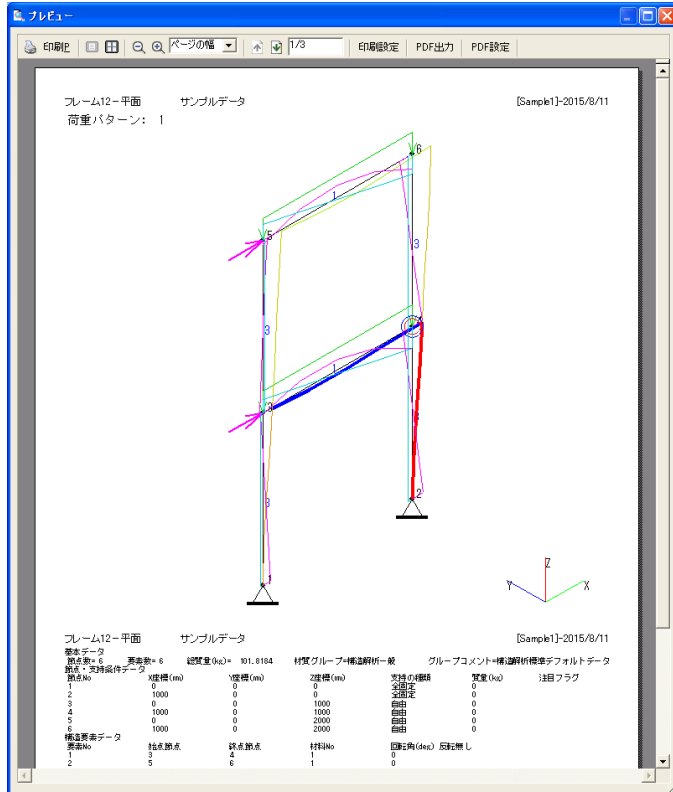 プレビュー
印刷P ページの幅 1/3 印刷設定 PDF出力 PDF設定
フレーム12-平面 サンプルデータ [Sample1]-2015/8/11
荷重パターン: 1
6
1
5
3
3
1
3
3
2
1
Z
Y X
フレーム12-平面 サンプルデータ [Sample1]-2015/8/11
基本データ
節点数= 6 要素数= 6 総質量(kg)= 101.8184 材質グループ=構造解析一般 グループコメント=構造解析標準デフォルトデータ
節点・支持条件データ
節点No X座標(mm) Y座標(mm) Z座標(mm) 支持の種類 質量(kg) 注目フラグ
1 0 0 0 全固定 0
2 1000 0 0 全固定 0
3 0 0 1000 自由 0
4 1000 0 1000 自由 0
5 0 0 2000 自由 0
6 1000 0 2000 自由 0
構造要素データ
要素No 始点節点 終点節点 材料No 回転角(deg) 反転無し
1 3 4 1 0
2 5 6 1 0